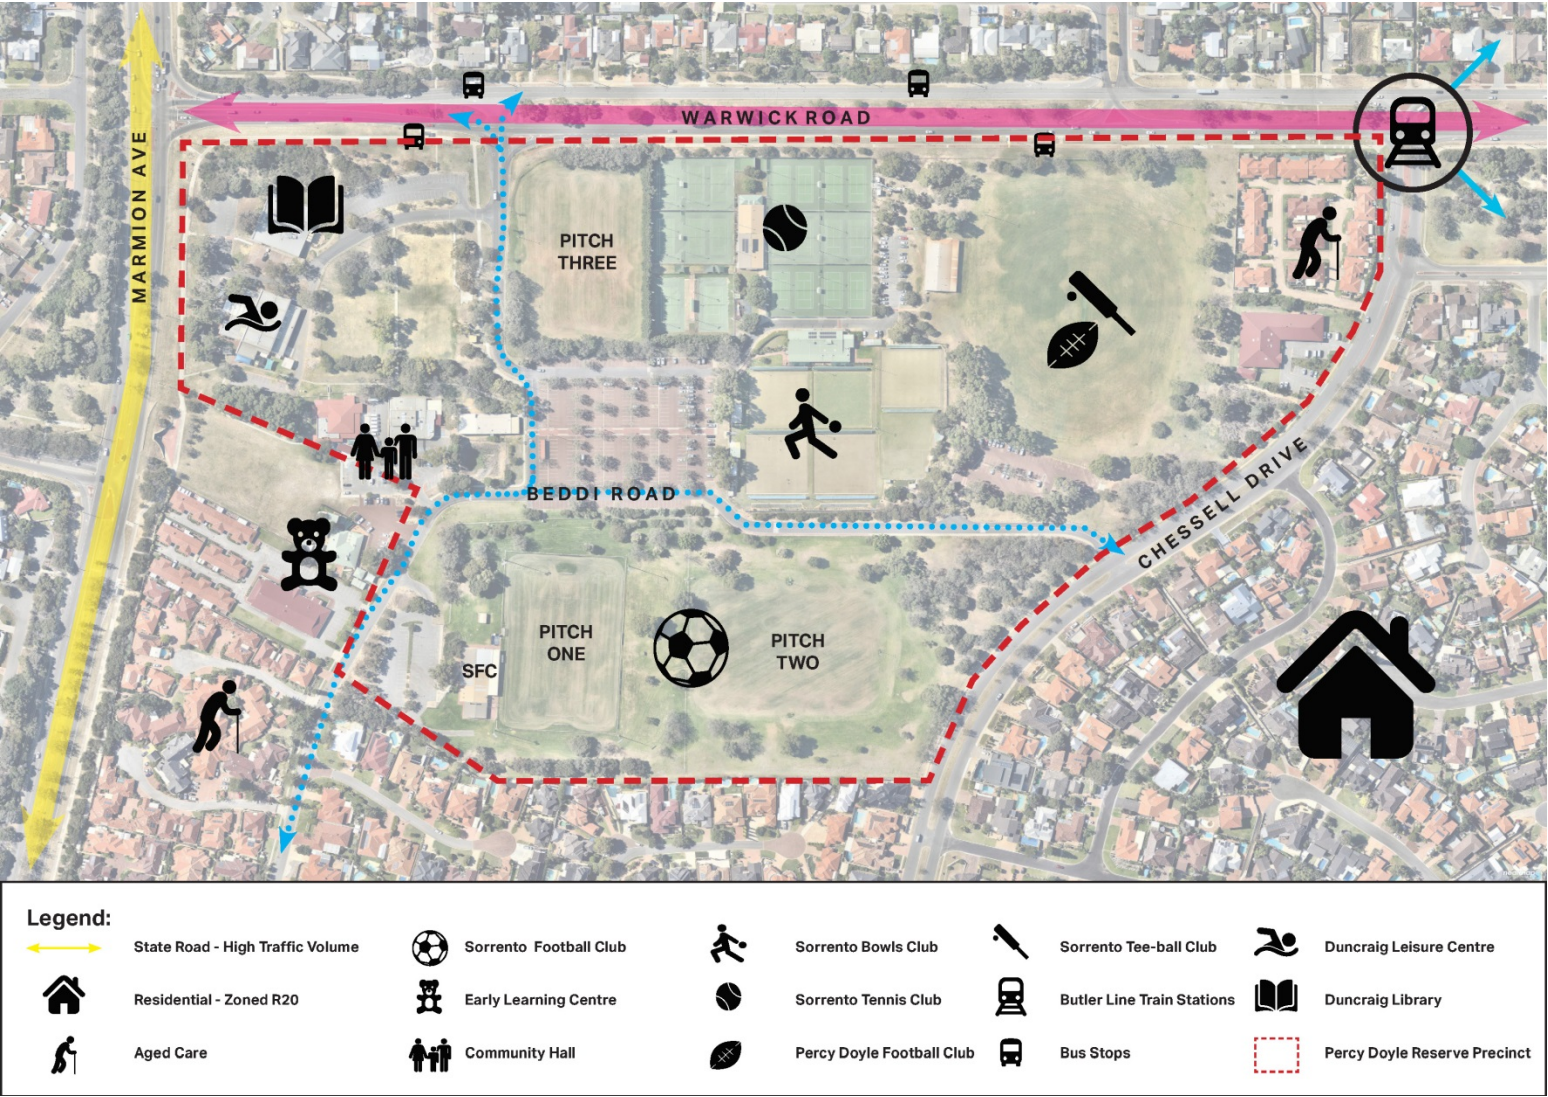 WARWICK ROAD
MARMION AVE
PITCH
THREE
BEDDI ROAD
CHESSELL DRIVE
PITCH
ONE
PITCH
TWO
SFC
Legend:
State Road - High Traffic Volume
Sorrento Football Club
Sorrento Bowls Club
Sorrento Tee-ball Club
Duncraig Leisure Centre
Residential - Zoned R20
Early Learning Centre
Sorrento Tennis Club
Butler Line Train Stations
Duncraig Library
Aged Care
Community Hall
Percy Doyle Football Club
Bus Stops
Percy Doyle Reserve Precinct